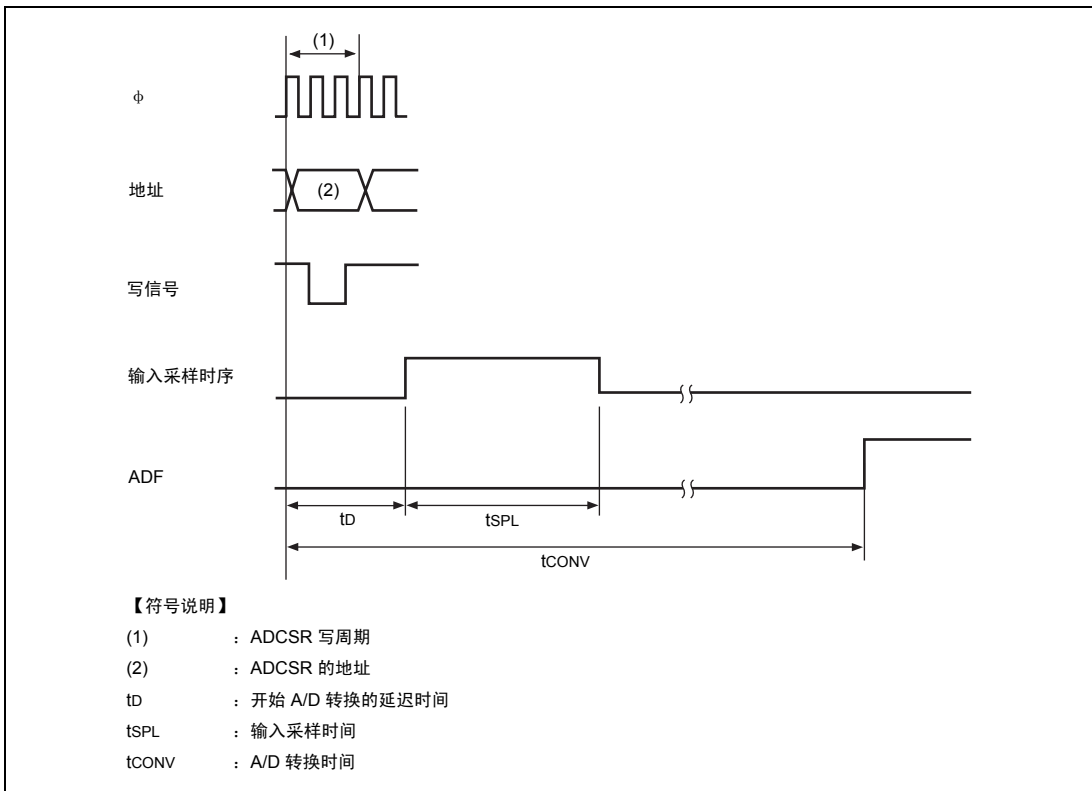 (1)
ф
地址
(2)
写信号
输入采样时序
ADF
tD
tSPL
tCONV
【符号说明】
(1) : ADCSR 写周期
(2) : ADCSR 的地址
tD : 开始 A/D 转换的延迟时间
tSPL : 输入采样时间
tCONV : A/D 转换时间